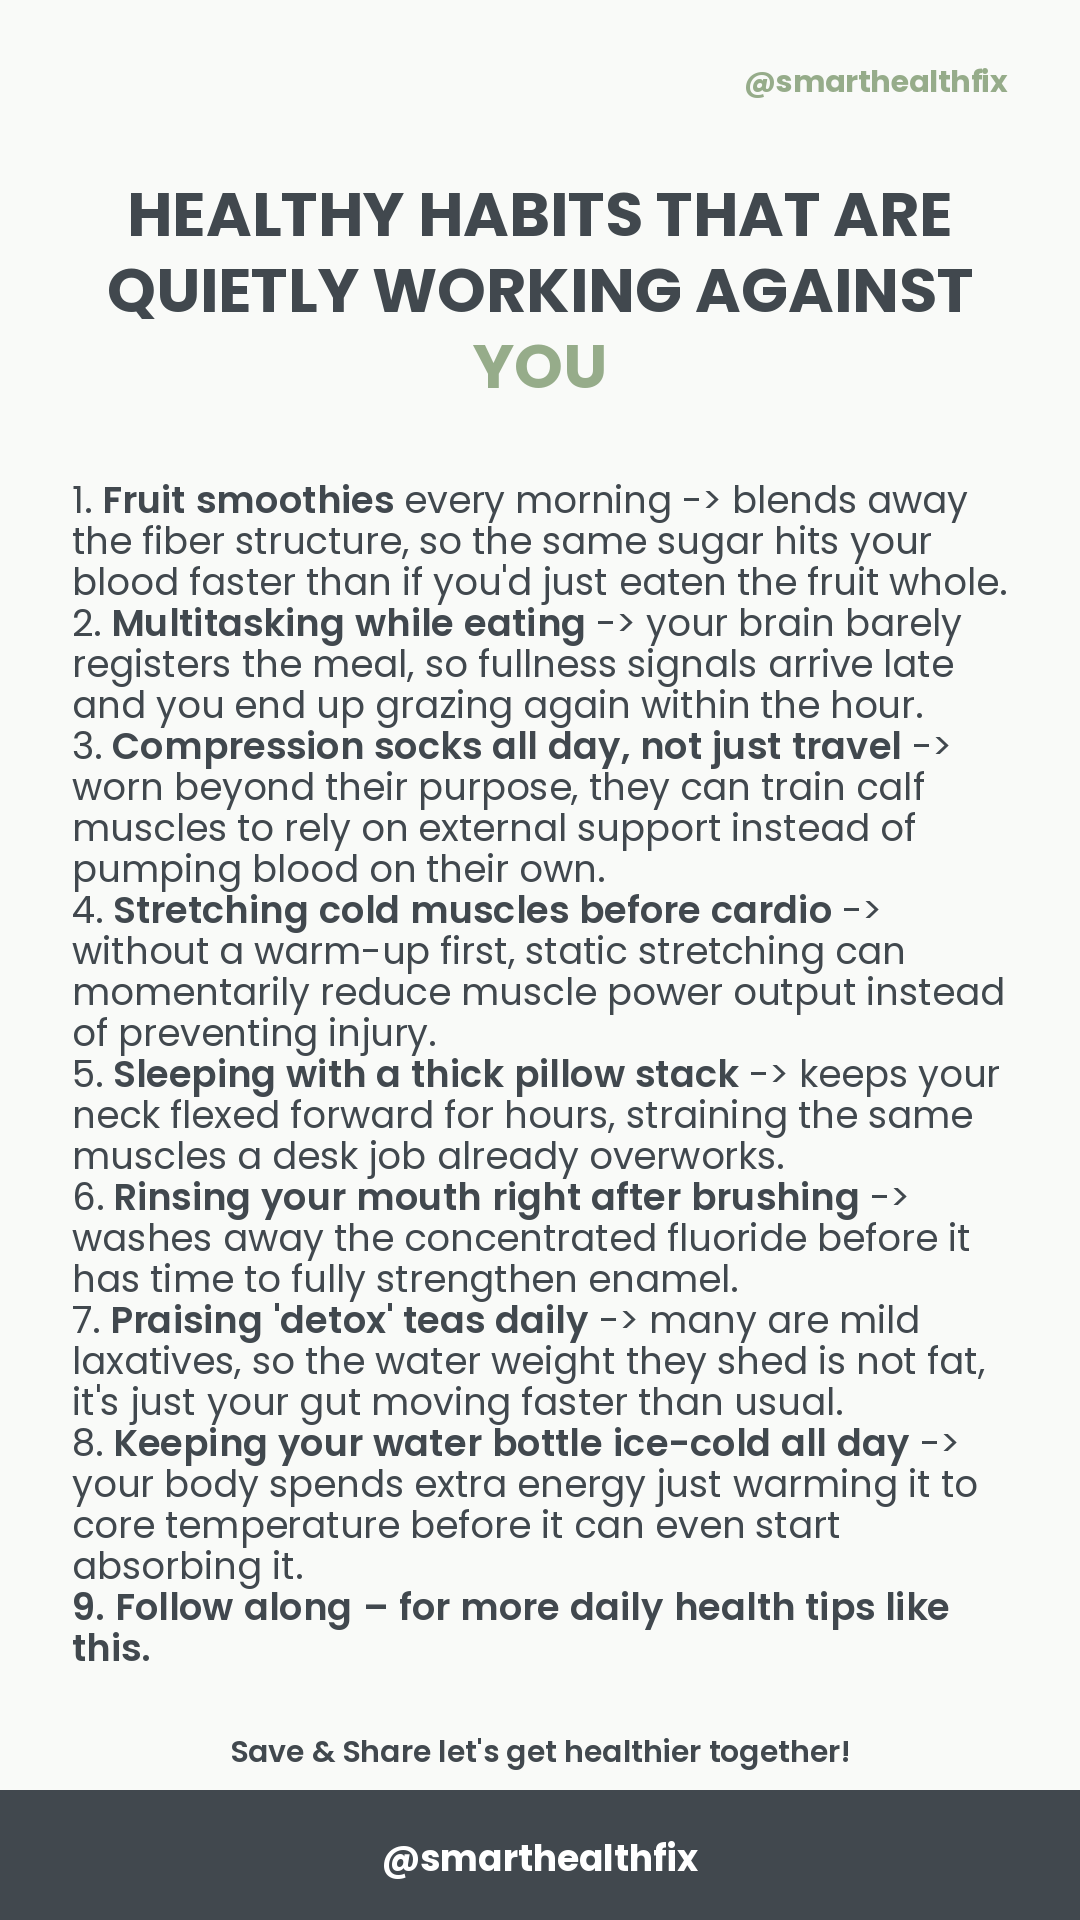 @smarthealthfix
HEALTHY HABITS THAT ARE
QUIETLY WORKING AGAINST
YOU
1. Fruit smoothies every morning -> blends away
the fiber structure, so the same sugar hits your
blood faster than if you'd just eaten the fruit whole.
2. Multitasking while eating -> your brain barely
registers the meal, so fullness signals arrive late
and you end up grazing again within the hour.
3. Compression socks all day, not just travel ->
worn beyond their purpose, they can train calf
muscles to rely on external support instead of
pumping blood on their own.
4. Stretching cold muscles before cardio ->
without a warm-up first, static stretching can
momentarily reduce muscle power output instead
of preventing injury.
5. Sleeping with a thick pillow stack -> keeps your
neck flexed forward for hours, straining the same
muscles a desk job already overworks.
6. Rinsing your mouth right after brushing ->
washes away the concentrated fluoride before it
has time to fully strengthen enamel.
7. Praising 'detox' teas daily -> many are mild
laxatives, so the water weight they shed is not fat,
it's just your gut moving faster than usual.
8. Keeping your water bottle ice-cold all day ->
your body spends extra energy just warming it to
core temperature before it can even start
absorbing it.
9. Follow along – for more daily health tips like
this.
Save & Share let's get healthier together!
@smarthealthfix